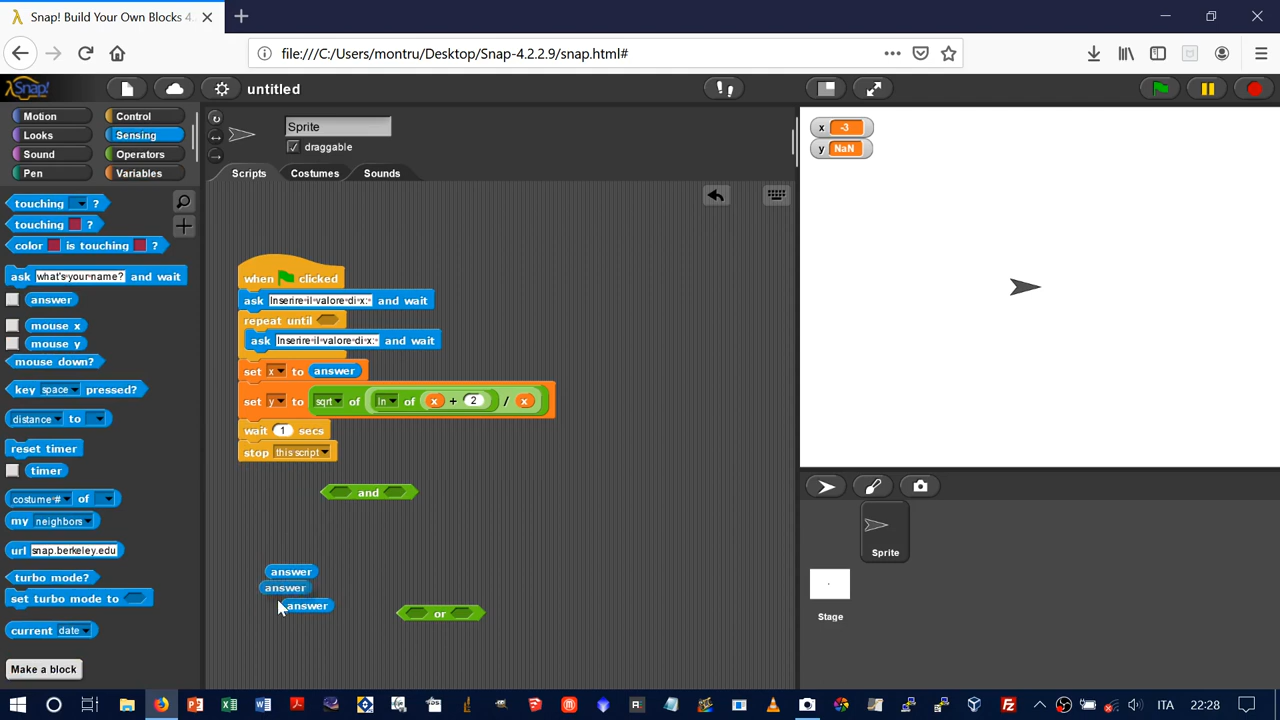 Snap! Build Your Own Blocks 4.
file:///C:/Users/montru/Desktop/Snap-4.2.2.9/snap.html#
Snap!
untitled
Motion
Control
Looks
Sensing
Sound
Operators
Pen
Variables
Sprite
draggable
Scripts
Costumes
Sounds
x -3
y NaN
touching ?
touching ?
color is touching ?
ask what's·your·name? and wait
answer
mouse x
mouse y
mouse down?
key space pressed?
distance to
reset timer
timer
costume # of
my neighbors
url snap.berkeley.edu
turbo mode?
set turbo mode to
current date
Make a block
when clicked
ask Inserire·il·valore·di·x:· and wait
repeat until
ask Inserire·il·valore·di·x:· and wait
set x to answer
set y to sqrt of ln of x + 2 / x
wait 1 secs
stop this script
and
answer
answer
answer
or
Sprite
Stage
ITA
22:28